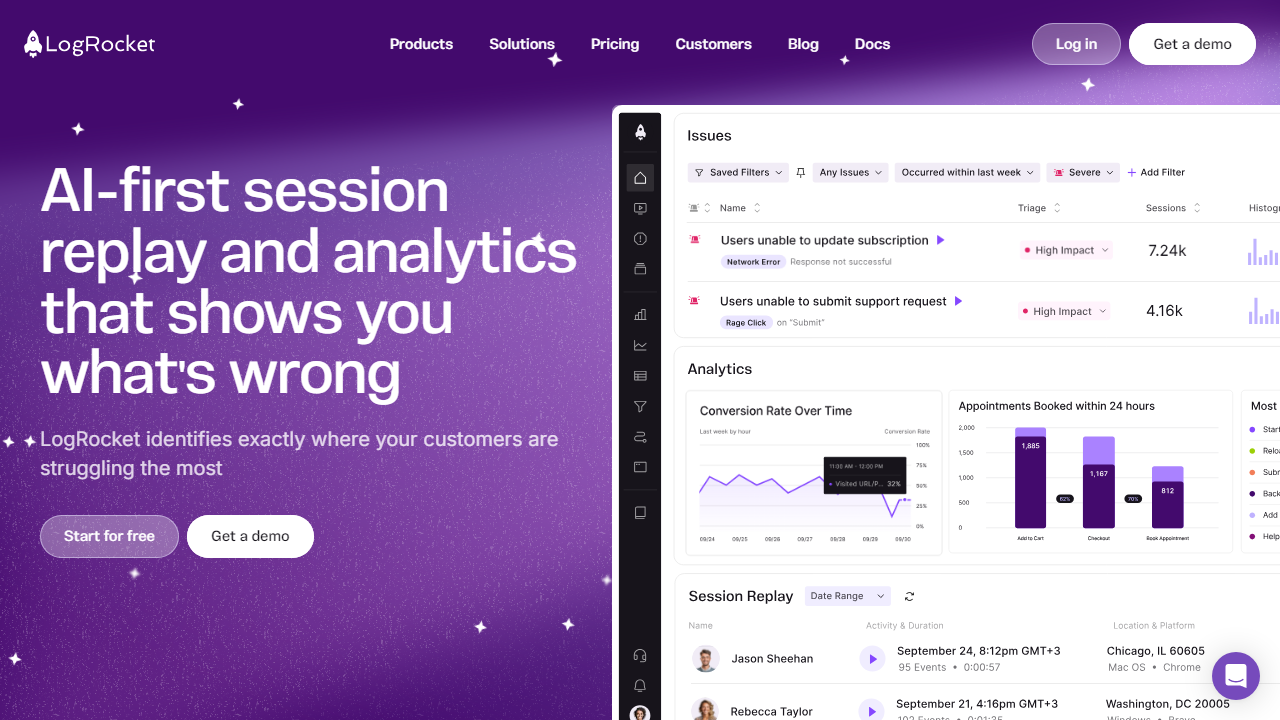 LogRocket
Products
Solutions
Pricing
Customers
Blog
Docs
Log in
Get a demo
AI-first session
replay and analytics
that shows you
what's wrong
LogRocket identifies exactly where your customers are
struggling the most
Start for free
Get a demo
Issues
Saved Filters
Any Issues
Occurred within last week
Severe
Add Filter
Name
Triage
Sessions
Users unable to update subscription
High Impact
7.24k
Network Error
Response not successful
Users unable to submit support request
High Impact
4.16k
Rage Click
on "Submit"
Analytics
Conversion Rate Over Time
Last week by hour
Conversion Rate
100%
75%
50%
25%
0%
11:00 AM - 12:00 PM
Visited URL/P... 32%
09/24
09/25
09/26
09/27
09/28
09/29
09/30
Appointments Booked within 24 hours
2,000
1,500
1,000
500
0
1,885
62%
1,167
70%
812
Add to Cart
Checkout
Book Appointment
Most
Start
Add
Help
Session Replay
Date Range
Name
Activity & Duration
Location & Platform
Jason Sheehan
September 24, 8:12pm GMT+3
95 Events • 0:00:57
Chicago, IL 60605
Mac OS • Chrome
Rebecca Taylor
September 21, 4:16pm GMT+3
Washington, DC 20005